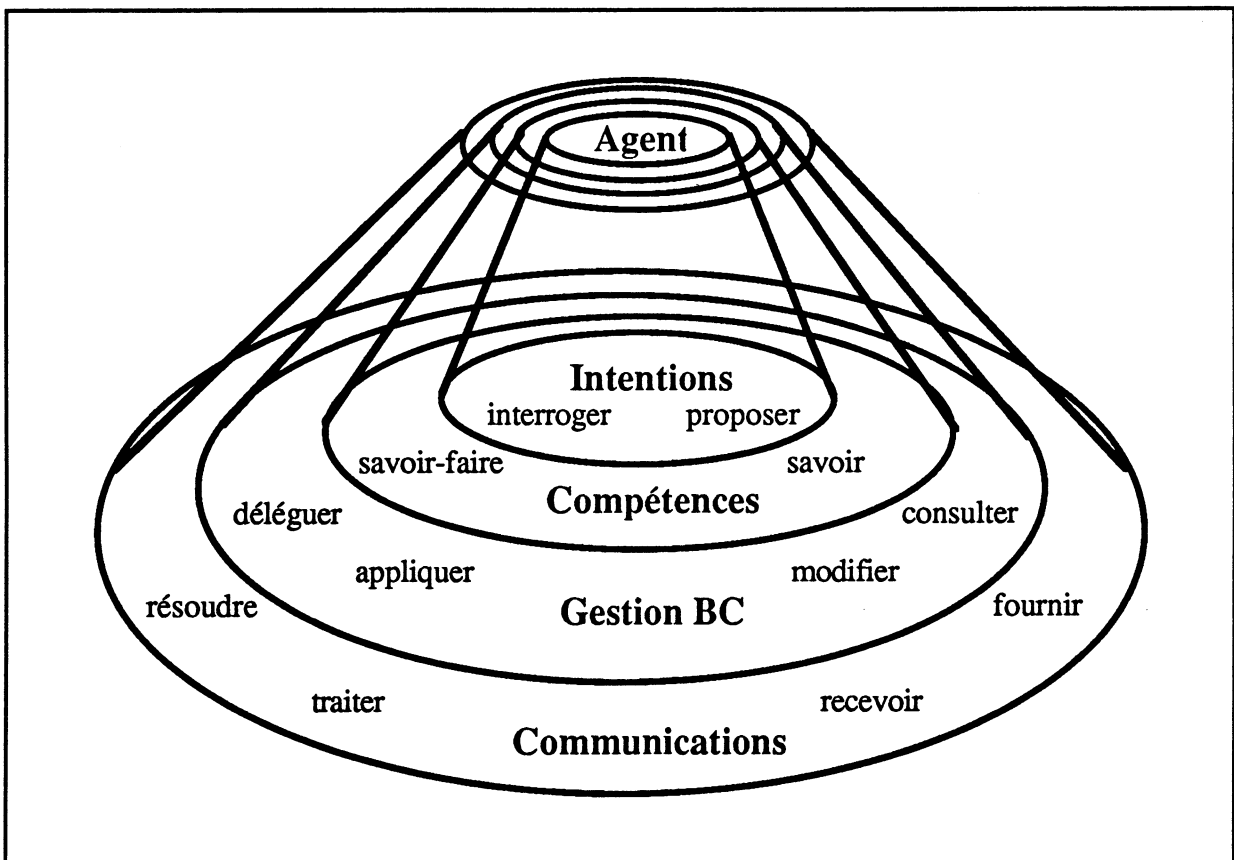 Agent
Intentions
interroger proposer
savoir-faire savoir
Compétences
déléguer consulter
appliquer modifier
résoudre Gestion BC fournir
traiter recevoir
Communications